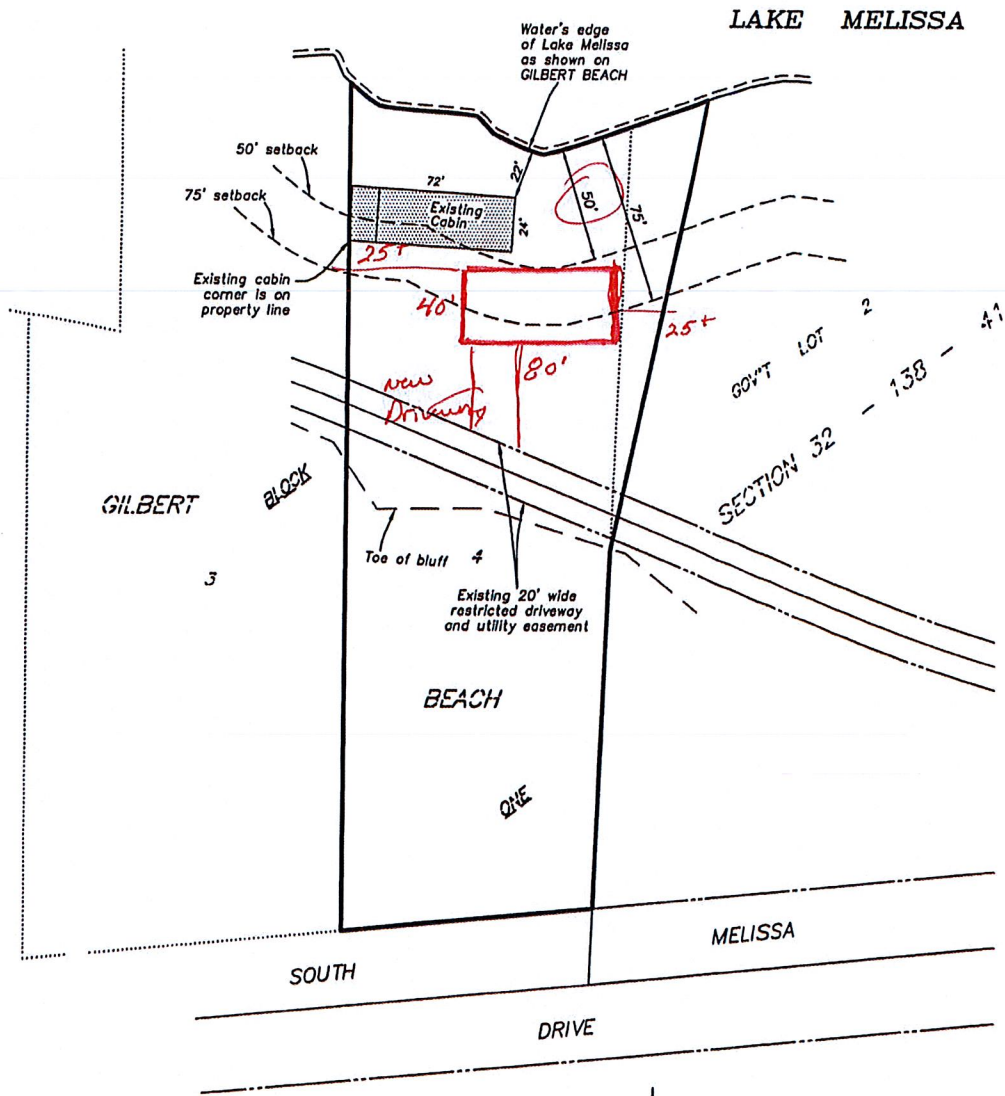 LAKE MELISSA
Water's edge
of Lake Melissa
as shown on
GILBERT BEACH
50' setback
75' setback
72'
22'
Existing
Cabin
24'
50'
75'
25+
Existing cabin
corner is on
property line
40'
25+
80'
New
Driveway
GOV'T LOT 2
SECTION 32 - 138 - 41
GILBERT
BLOCK
3
Toe of bluff
4
Existing 20' wide
restricted driveway
and utility easement
BEACH
ONE
SOUTH
MELISSA
DRIVE